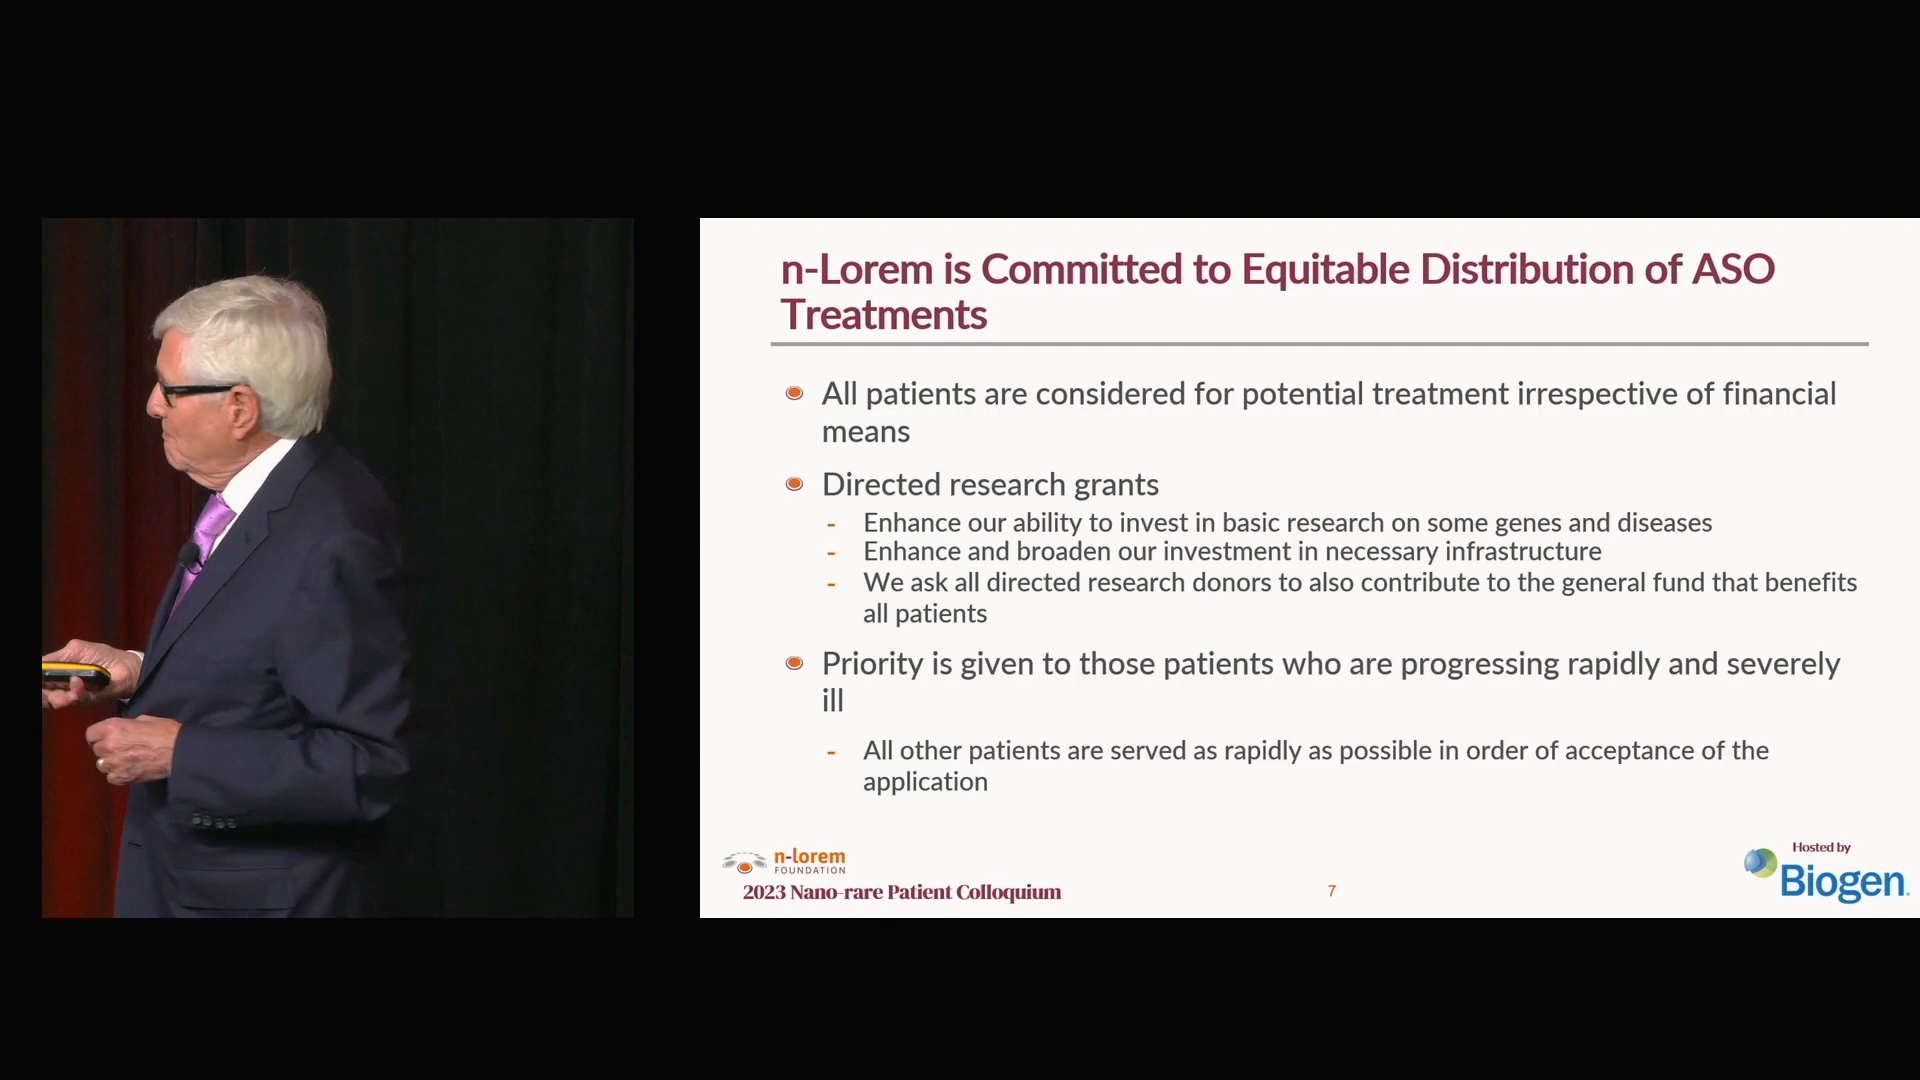 n-Lorem is Committed to Equitable Distribution of ASO
Treatments
All patients are considered for potential treatment irrespective of financial
means
Directed research grants
- Enhance our ability to invest in basic research on some genes and diseases
- Enhance and broaden our investment in necessary infrastructure
- We ask all directed research donors to also contribute to the general fund that benefits
all patients
Priority is given to those patients who are progressing rapidly and severely
ill
- All other patients are served as rapidly as possible in order of acceptance of the
application
n-lorem
FOUNDATION
2023 Nano-rare Patient Colloquium
7
Hosted by
Biogen.